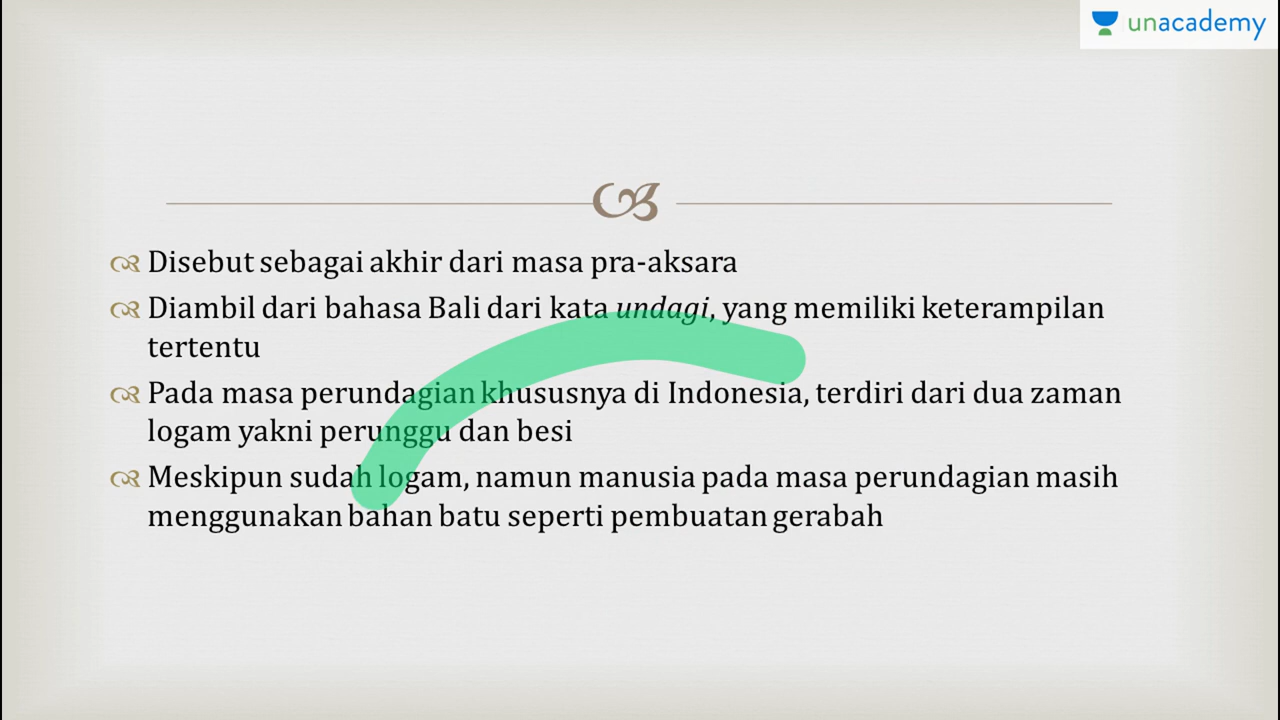 unacademy
Disebut sebagai akhir dari masa pra-aksara
Diambil dari bahasa Bali dari kata undagi, yang memiliki keterampilan
tertentu
Pada masa perundagian khususnya di Indonesia, terdiri dari dua zaman
logam yakni perunggu dan besi
Meskipun sudah logam, namun manusia pada masa perundagian masih
menggunakan bahan batu seperti pembuatan gerabah